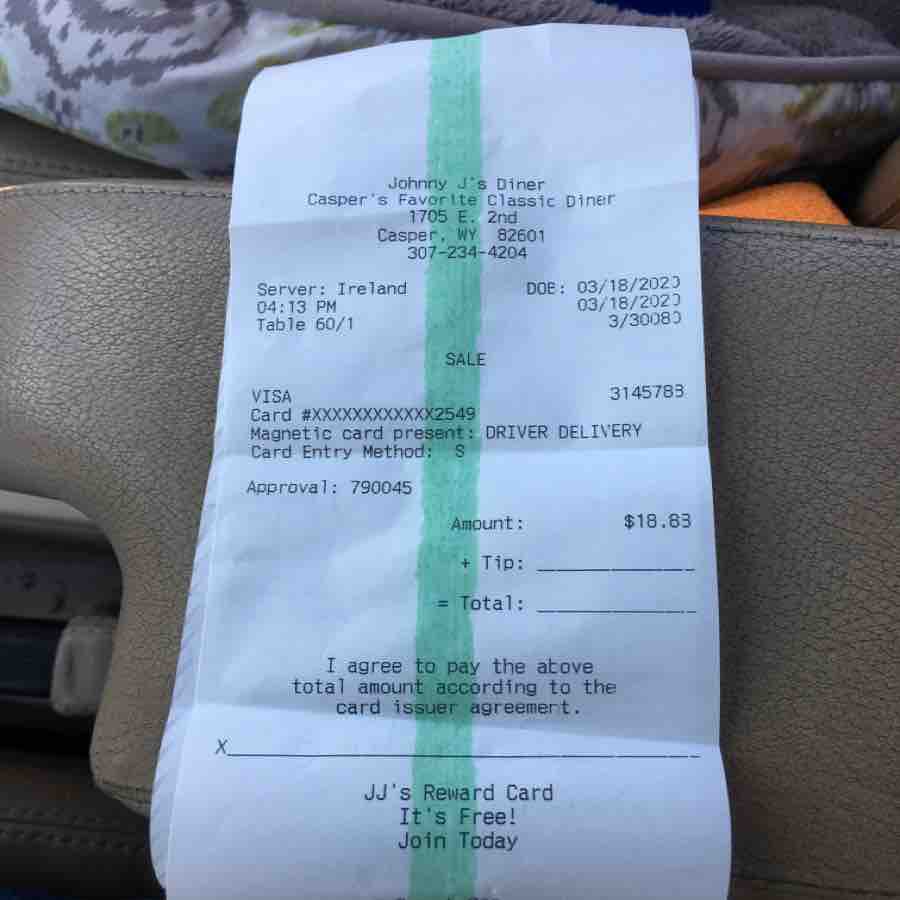 Johnny J's Diner
Casper's Favorite Classic Diner
1705 E. 2nd
Casper, WY 82601
307-234-4204
Server: Ireland DOB: 03/18/2020
04:13 PM 03/18/2020
Table 60/1 3/30080
SALE
VISA 3145788
Card #XXXXXXXXXXXX2549
Magnetic card present: DRIVER DELIVERY
Card Entry Method: S
Approval: 790045
Amount: $18.83
+ Tip: ____________
= Total: ____________
I agree to pay the above
total amount according to the
card issuer agreement.
X____________________________________
JJ's Reward Card
It's Free!
Join Today